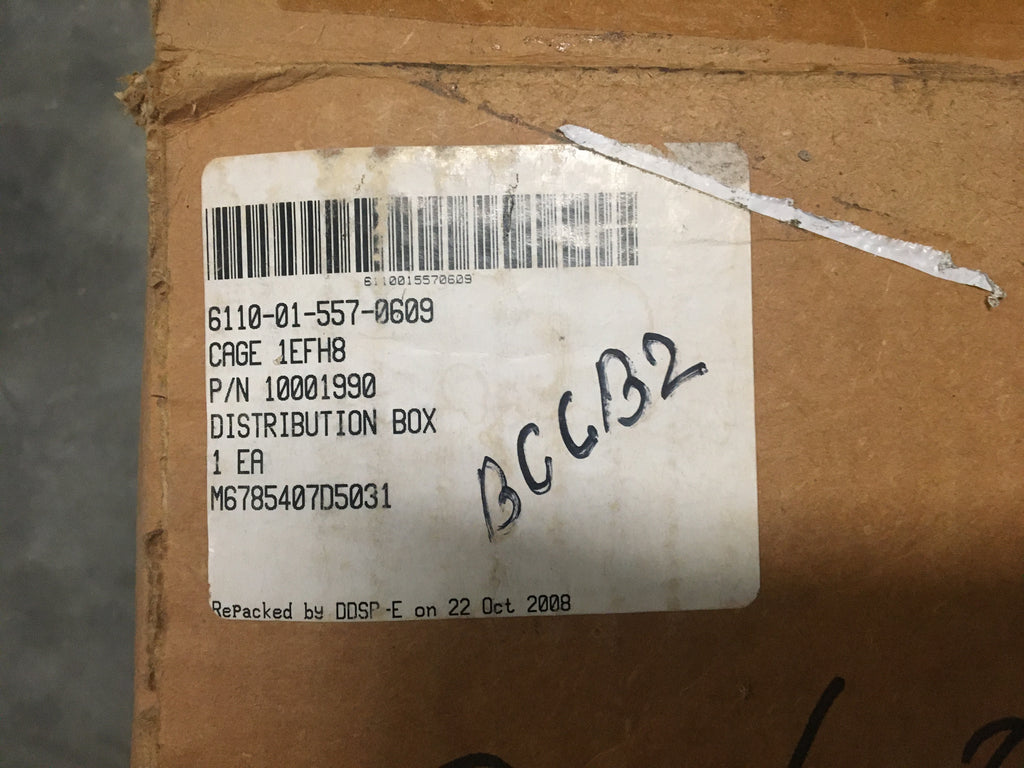 6110015570609
6110-01-557-0609
CAGE 1EFH8
P/N 10001990
DISTRIBUTION BOX
1 EA
M6785407D5031
BCCB2
RePacked by DDSP-E on 22 Oct 2008